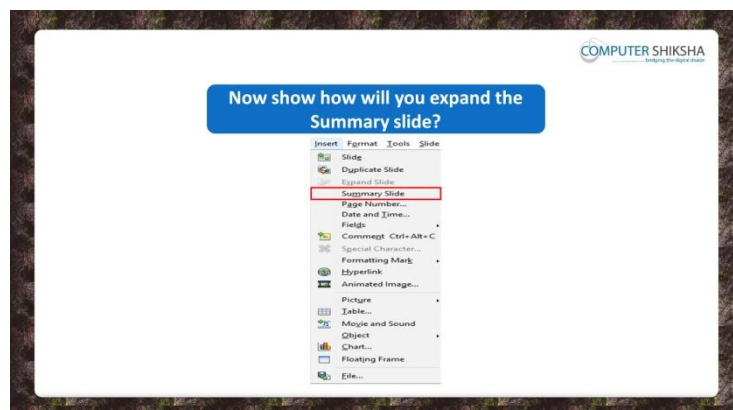 COMPUTER SHIKSHA
bridging the digital divide
Now show how will you expand the
Summary slide?
Insert Format Tools Slide
Slide
Duplicate Slide
Expand Slide
Summary Slide
Page Number...
Date and Time...
Fields
Comment Ctrl+Alt+C
Special Character...
Formatting Mark
Hyperlink
Animated Image...
Picture
Table...
Movie and Sound
Object
Chart...
Floating Frame
File...